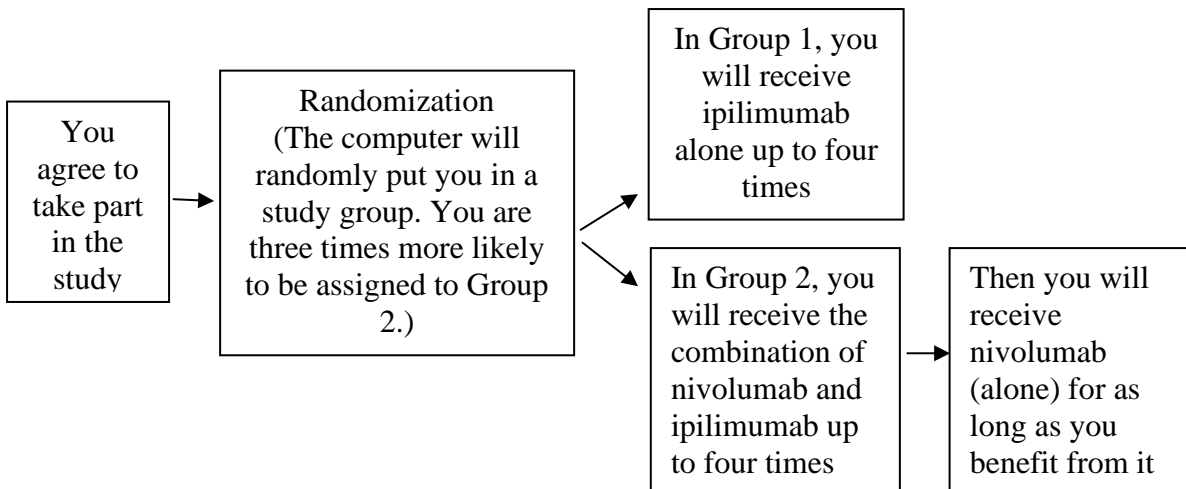 You
agree to
take part
in the
study
Randomization
(The computer will
randomly put you in a
study group. You are
three times more likely
to be assigned to Group
2.)
In Group 1, you
will receive
ipilimumab
alone up to four
times
In Group 2, you
will receive the
combination of
nivolumab and
ipilimumab up
to four times
Then you will
receive
nivolumab
(alone) for as
long as you
benefit from it